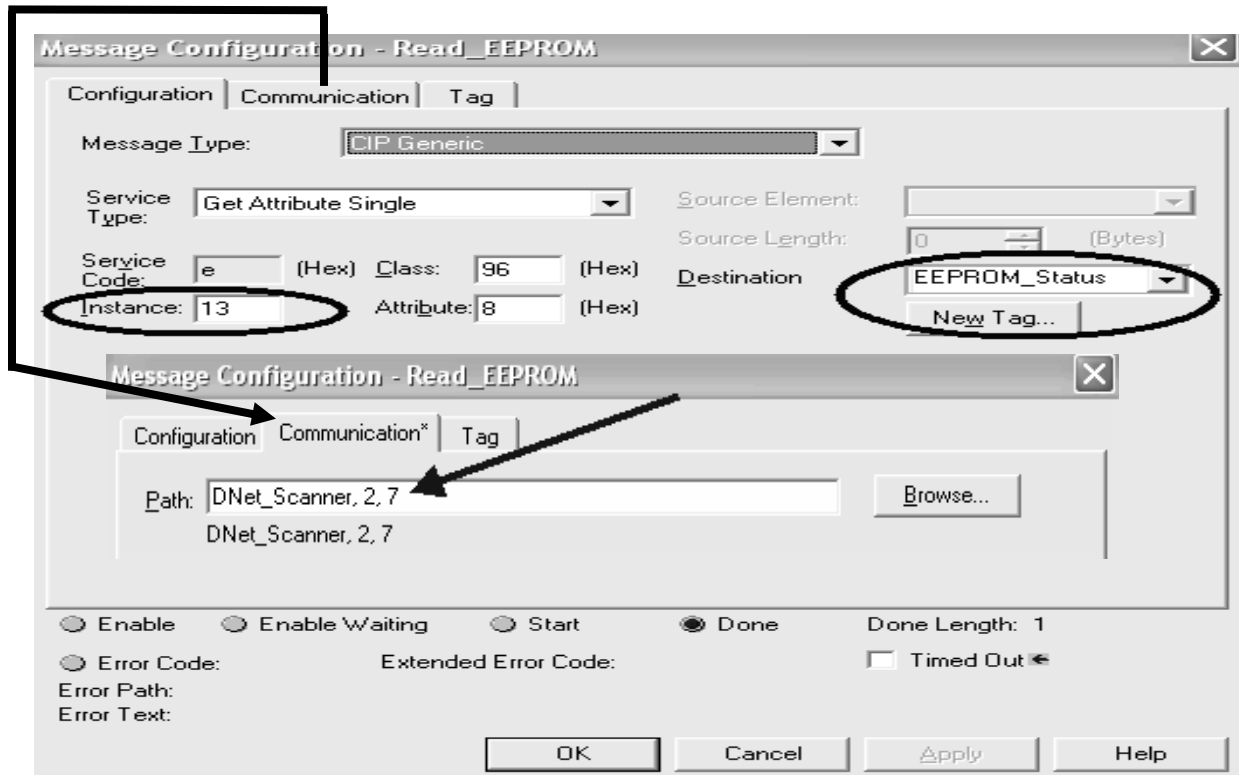 Message Configuration - Read_EEPROM
Configuration Communication Tag
Message Type: CIP Generic
Service Type: Get Attribute Single
Source Element:
Source Length: 0 (Bytes)
Service Code: e (Hex) Class: 96 (Hex)
Destination EEPROM_Status
Instance: 13 Attribute: 8 (Hex)
New Tag...
Message Configuration - Read_EEPROM
Configuration Communication* Tag
Path: DNet_Scanner, 2, 7 Browse...
DNet_Scanner, 2, 7
Enable Enable Waiting Start Done Done Length: 1
Error Code: Extended Error Code: Timed Out
Error Path:
Error Text:
OK Cancel Apply Help